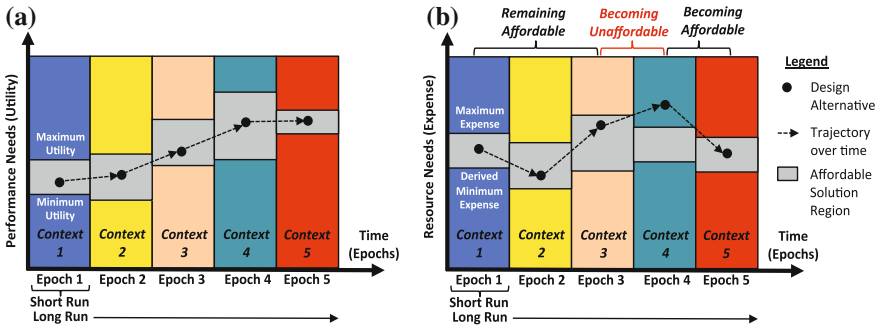 (a)
Performance Needs (Utility)
Maximum
Utility
Minimum
Utility
Context
1
Context
2
Context
3
Context
4
Context
5
Time
(Epochs)
Epoch 1
Epoch 2
Epoch 3
Epoch 4
Epoch 5
Short Run
Long Run
(b)
Remaining
Affordable
Becoming
Unaffordable
Becoming
Affordable
Resource Needs (Expense)
Maximum
Expense
Derived
Minimum
Expense
Context
1
Context
2
Context
3
Context
4
Context
5
Time
(Epochs)
Epoch 1
Epoch 2
Epoch 3
Epoch 4
Epoch 5
Short Run
Long Run
Legend
Design
Alternative
Trajectory
over time
Affordable
Solution
Region